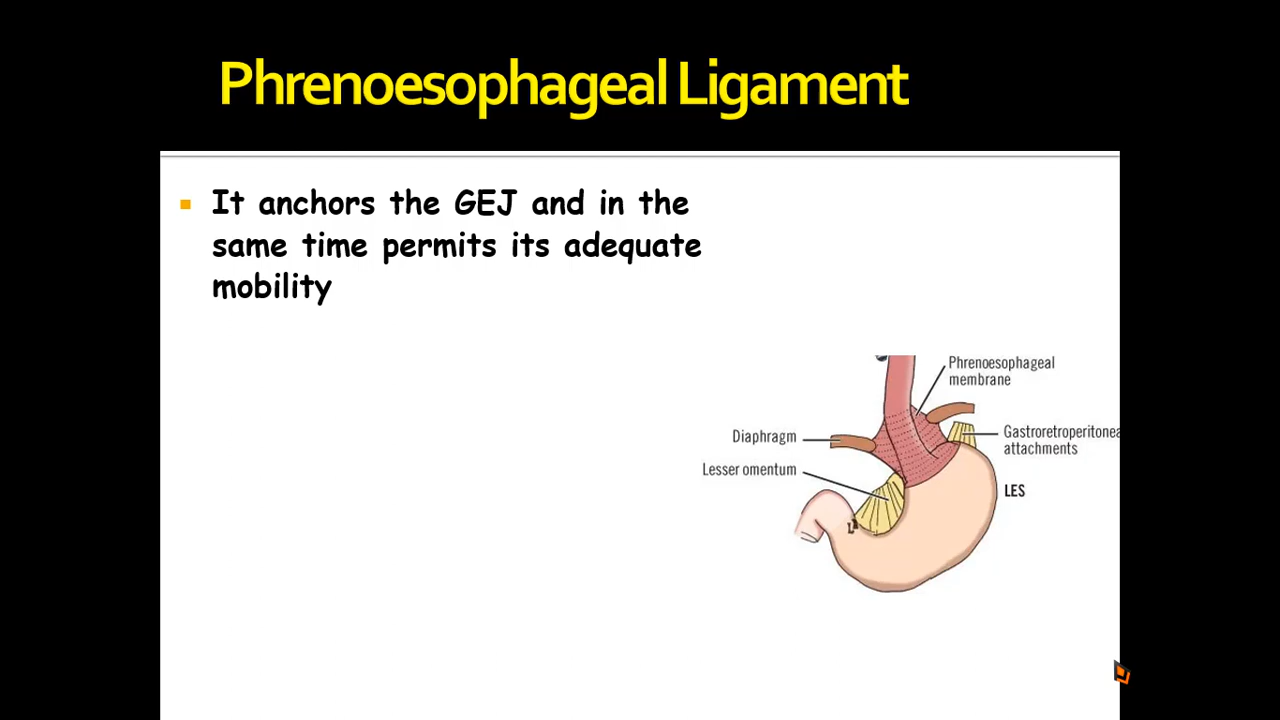 Phrenoesophageal Ligament
It anchors the GEJ and in the
same time permits its adequate
mobility
Phrenoesophageal
membrane
Diaphragm
Gastroretroperitonea
attachments
Lesser omentum
LES